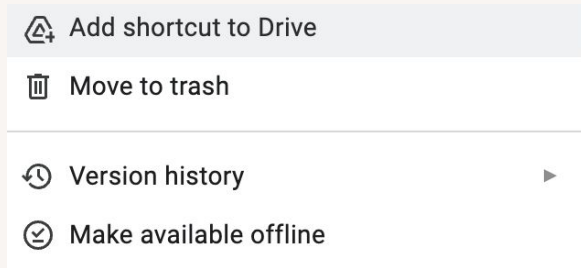 Add shortcut to Drive
Move to trash
Version history
Make available offline